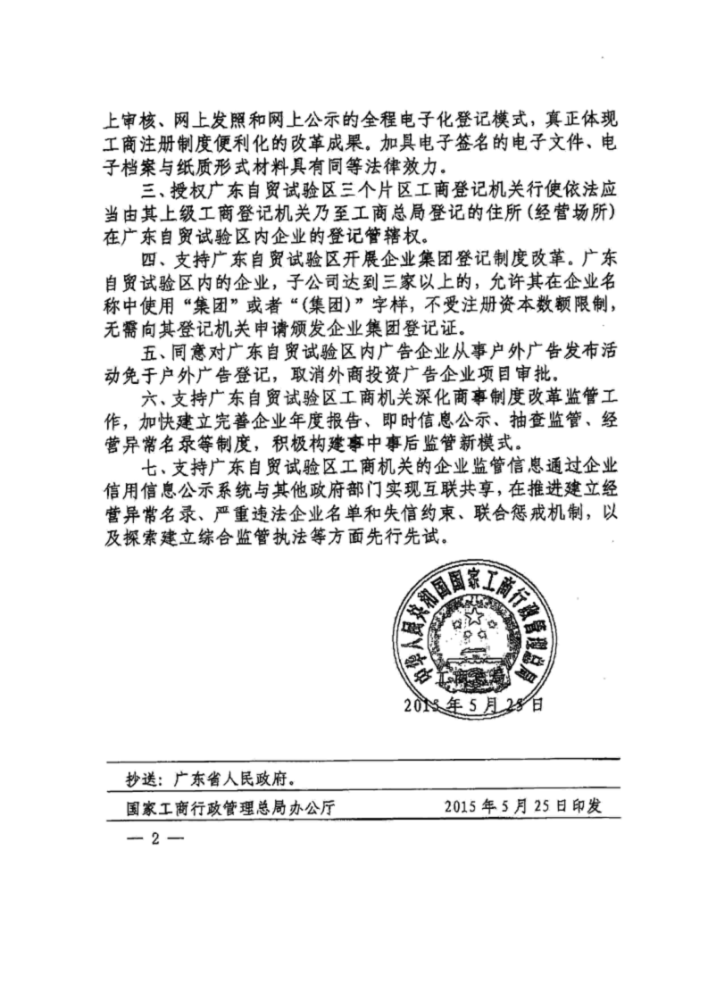 上审核、网上发照和网上公示的全程电子化登记模式，真正体现
工商注册制度便利化的改革成果。加具电子签名的电子文件、电
子档案与纸质形式材料具有同等法律效力。
三、授权广东自贸试验区三个片区工商登记机关行使依法应
当由其上级工商登记机关乃至工商总局登记的住所(经营场所)
在广东自贸试验区内企业的登记管辖权。
四、支持广东自贸试验区开展企业集团登记制度改革。广东
自贸试验区内的企业，子公司达到三家以上的，允许其在企业名
称中使用“集团”或者“(集团)”字样，不受注册资本数额限制，
无需向其登记机关申请颁发企业集团登记证。
五、同意对广东自贸试验区内广告企业从事户外广告发布活
动免于户外广告登记，取消外商投资广告企业项目审批。
六、支持广东自贸试验区工商机关深化商事制度改革监管工
作，加快建立完善企业年度报告、即时信息公示、抽查监管、经
营异常名录等制度，积极构建事中事后监管新模式。
七、支持广东自贸试验区工商机关的企业监管信息通过企业
信用信息公示系统与其他政府部门实现互联共享，在推进建立经
营异常名录、严重违法企业名单和失信约束、联合惩戒机制，以
及探索建立综合监管执法等方面先行先试。
中华人民共和国国家工商行政管理总局
工商总局
2015年5月25日
抄送：广东省人民政府。
国家工商行政管理总局办公厅 2015年5月25日印发
— 2 —